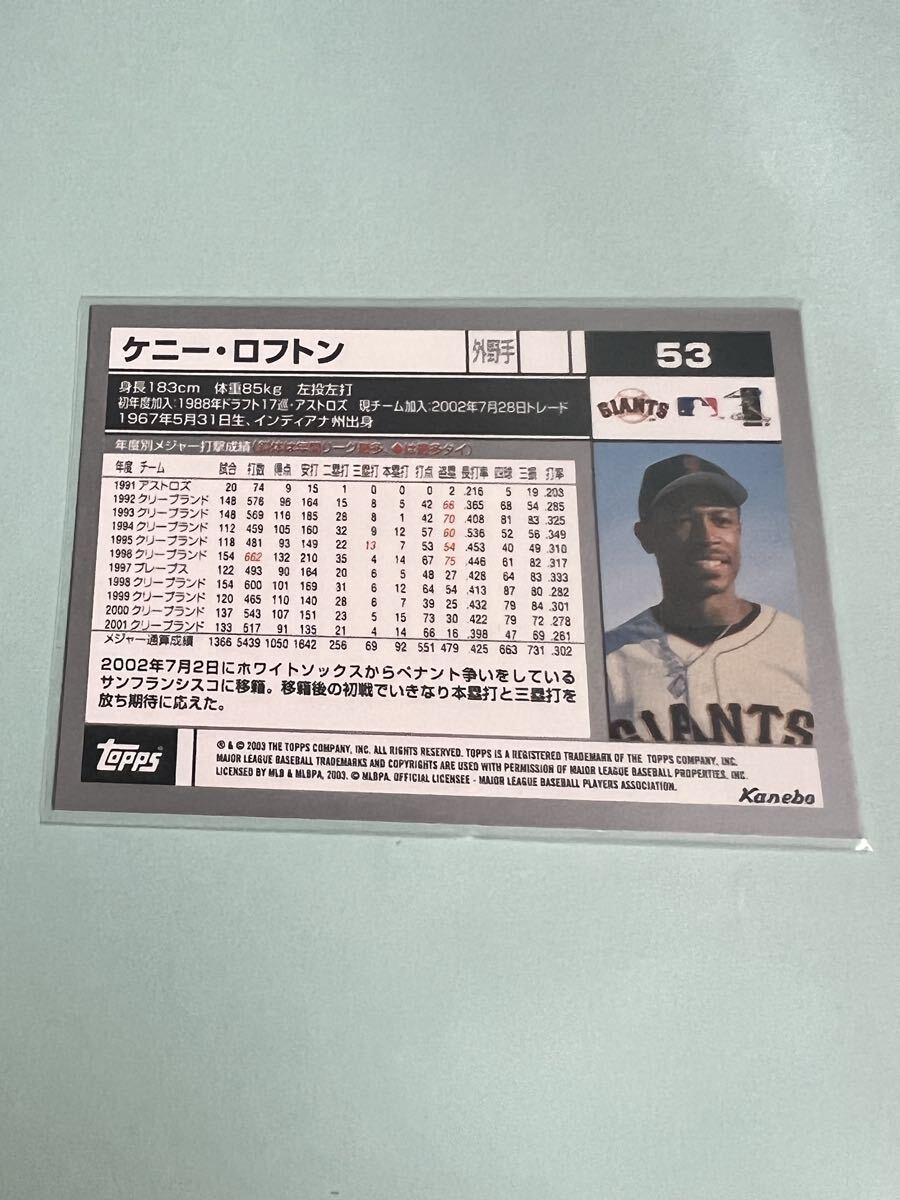 ケニー・ロフトン 外野手 53
身長183cm 体重85kg 左投左打
初年度加入:1988年ドラフト17巡・アストロズ 現チーム加入:2002年7月28日トレード
1967年5月31日生、インディアナ州出身
GIANTS
年度別メジャー打撃成績
年度 チーム 試合 打数 得点 安打 二塁打 三塁打 本塁打 打点 盗塁 長打率 四球 三振 打率
1991 アストロズ 20 74 9 15 1 0 0 0 2 .216 5 19 .203
1992 クリーブランド 148 576 96 164 15 8 5 42 66 .365 68 54 .285
1993 クリーブランド 148 569 116 185 28 8 1 42 70 .408 81 83 .325
1994 クリーブランド 112 459 105 160 32 9 12 57 60 .536 52 56 .349
1995 クリーブランド 118 481 93 149 22 13 7 53 54 .453 40 49 .310
1996 クリーブランド 154 662 132 210 35 4 14 67 75 .446 61 82 .317
1997 ブレーブス 122 493 90 164 20 6 5 48 27 .428 64 83 .333
1998 クリーブランド 154 600 101 169 31 6 12 64 54 .413 87 80 .282
1999 クリーブランド 120 465 110 140 28 6 7 39 25 .432 79 84 .301
2000 クリーブランド 137 543 107 151 23 5 15 73 30 .422 79 72 .278
2001 クリーブランド 133 517 91 135 21 4 14 66 16 .398 47 69 .261
メジャー通算成績 1366 5439 1050 1642 256 69 92 551 479 .425 663 731 .302
2002年7月2日にホワイトソックスからペナント争いをしている
サンフランシスコに移籍。移籍後の初戦でいきなり本塁打と三塁打を
放ち期待に応えた。
GIANTS
topps
® & © 2003 THE TOPPS COMPANY, INC. ALL RIGHTS RESERVED. TOPPS IS A REGISTERED TRADEMARK OF THE TOPPS COMPANY, INC.
MAJOR LEAGUE BASEBALL TRADEMARKS AND COPYRIGHTS ARE USED WITH PERMISSION OF MAJOR LEAGUE BASEBALL PROPERTIES, INC.
LICENSED BY MLB & MLBPA, 2003. © MLBPA. OFFICIAL LICENSEE - MAJOR LEAGUE BASEBALL PLAYERS ASSOCIATION.
Kanebo